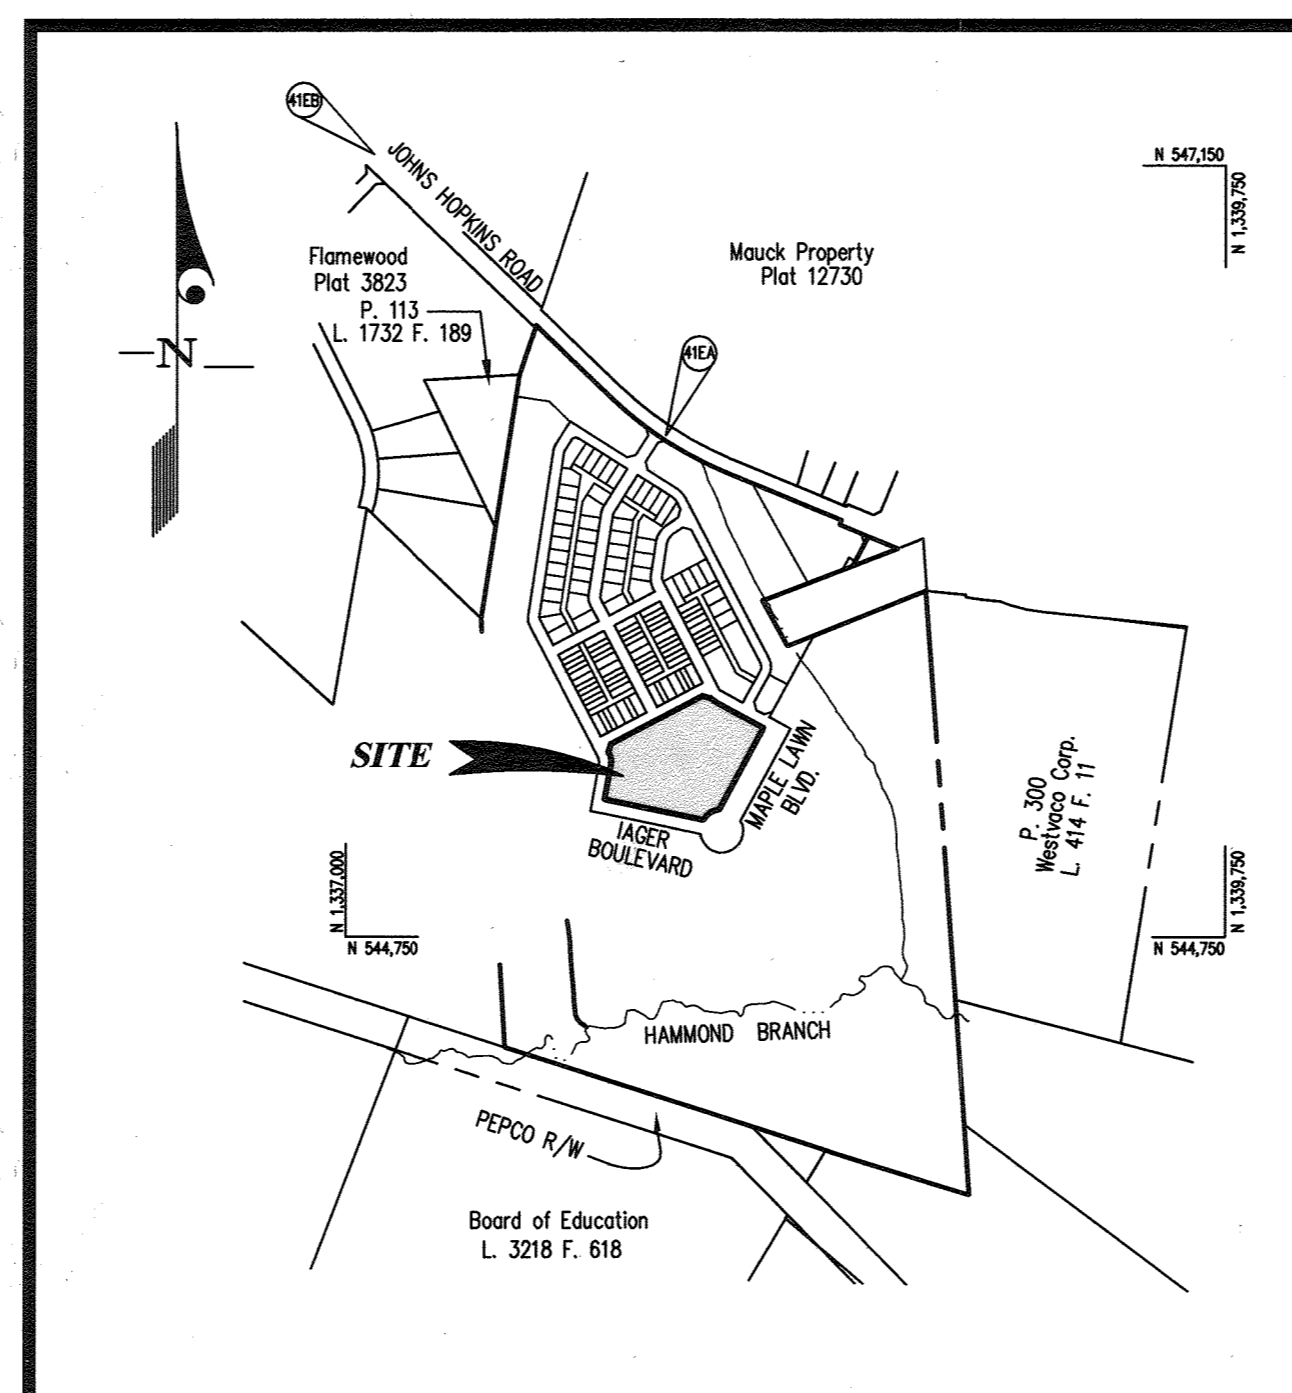 41EB
JOHNS HOPKINS ROAD
N 547,150
N 1,339,750
Flamewood
Plat 3823
P. 113
L. 1732 F. 189
Mauck Property
Plat 12730
N
41EA
SITE
MAPLE LAWN
BLVD.
IAGER
BOULEVARD
P. 300
Westvaco Corp.
L. 414 F. 11
N 1,337,000
N 544,750
N 1,339,750
N 544,750
HAMMOND BRANCH
PEPCO R/W
Board of Education
L. 3218 F. 618